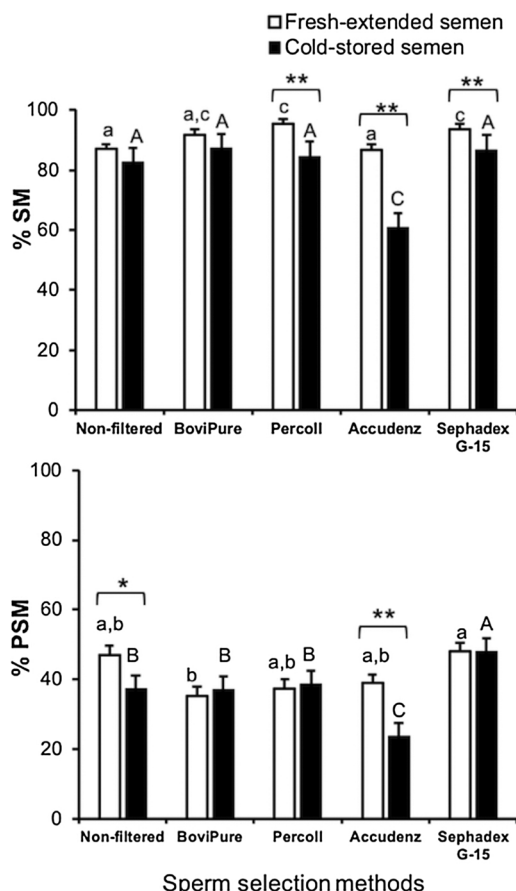 Fresh-extended semen
Cold-stored semen
% SM
100
80
60
40
20
0
a A
a,c A
** c A
** a C
** c A
Non-filtered BoviPure Percoll Accudenz Sephadex
G-15
% PSM
100
80
60
40
20
0
* a,b B
b B
a,b B
** a,b C
a A
Non-filtered BoviPure Percoll Accudenz Sephadex
G-15
Sperm selection methods